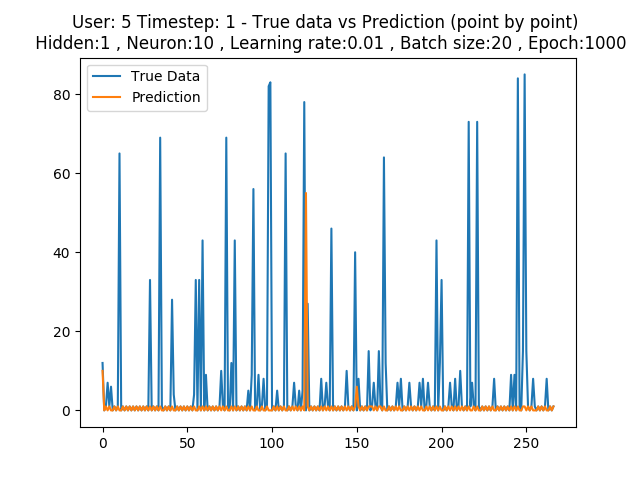 User: 5 Timestep: 1 - True data vs Prediction (point by point)
Hidden:1 , Neuron:10 , Learning rate:0.01 , Batch size:20 , Epoch:1000
True Data
Prediction
80
60
40
20
0
0 50 100 150 200 250